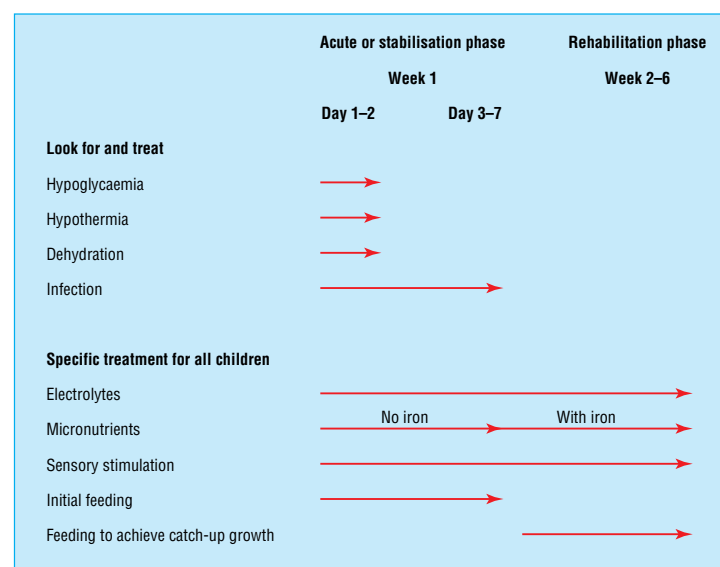 Acute or stabilisation phase Rehabilitation phase
Week 1 Week 2–6
Day 1–2 Day 3–7
Look for and treat
Hypoglycaemia
Hypothermia
Dehydration
Infection
Specific treatment for all children
Electrolytes
No iron With iron
Micronutrients
Sensory stimulation
Initial feeding
Feeding to achieve catch-up growth